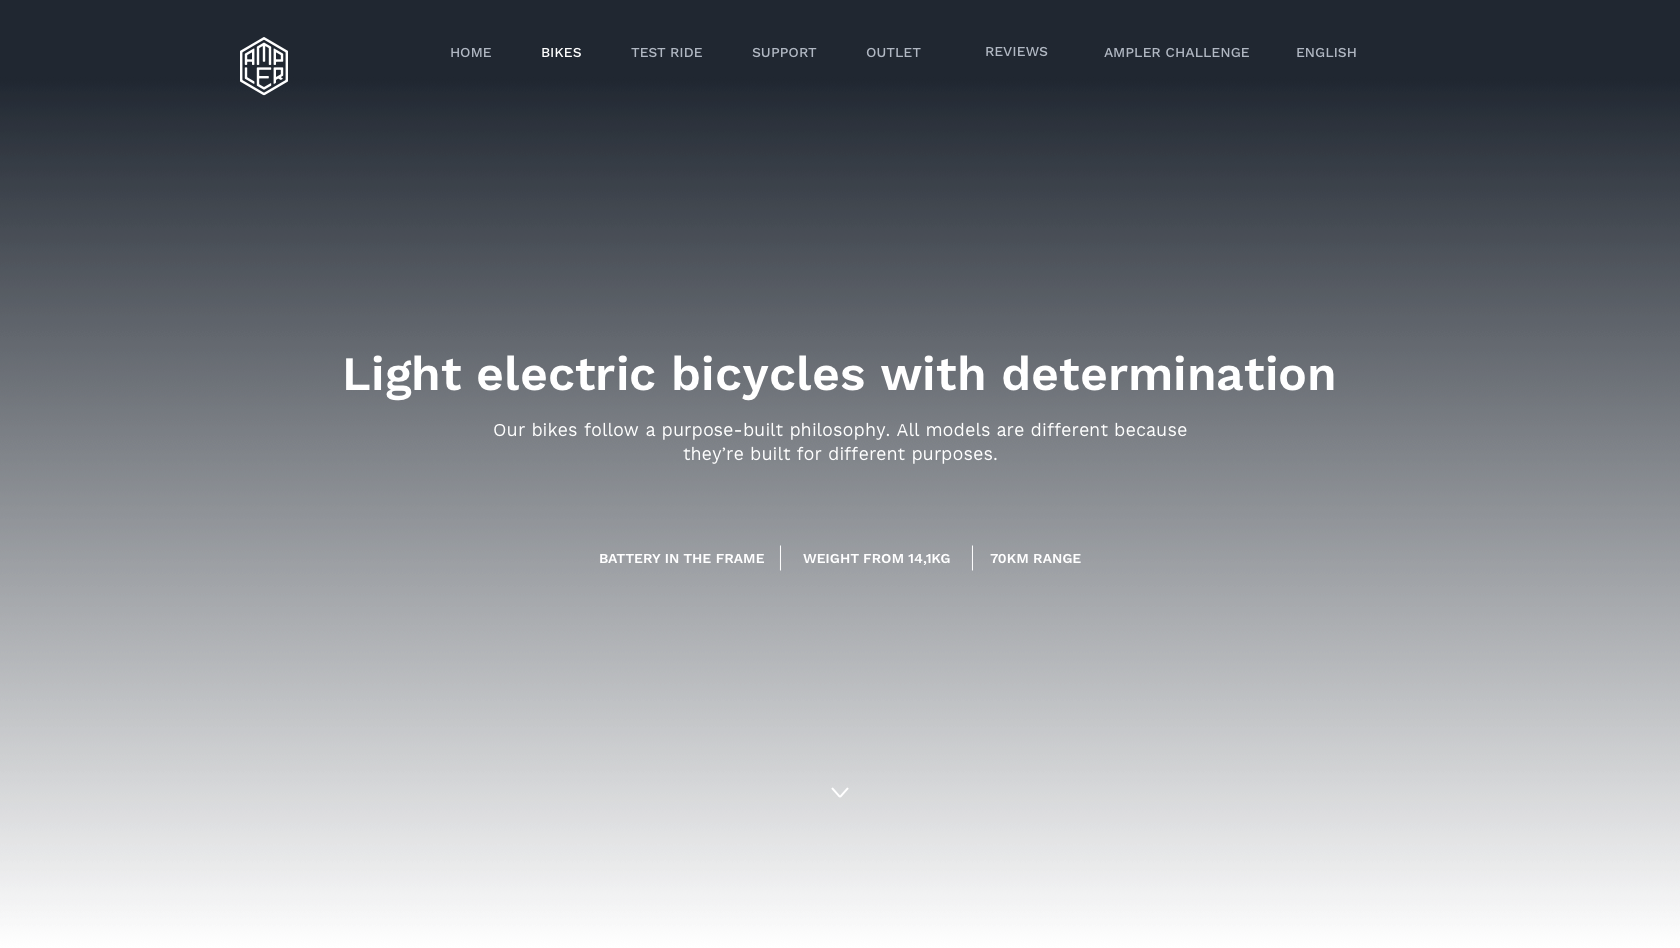 AMP
LER
HOME BIKES TEST RIDE SUPPORT OUTLET REVIEWS AMPLER CHALLENGE ENGLISH
Light electric bicycles with determination
Our bikes follow a purpose-built philosophy. All models are different because
they're built for different purposes.
BATTERY IN THE FRAME WEIGHT FROM 14,1KG 70KM RANGE